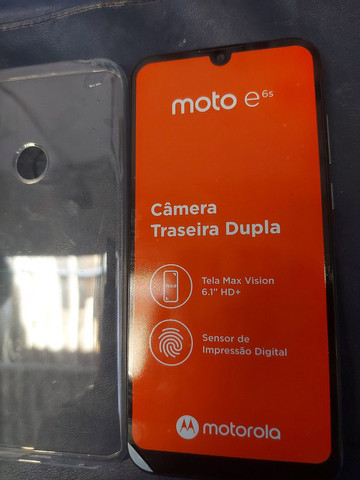 moto e6s
Câmera
Traseira Dupla
Tela Max Vision
6.1" HD+
Sensor de
Impressão Digital
motorola